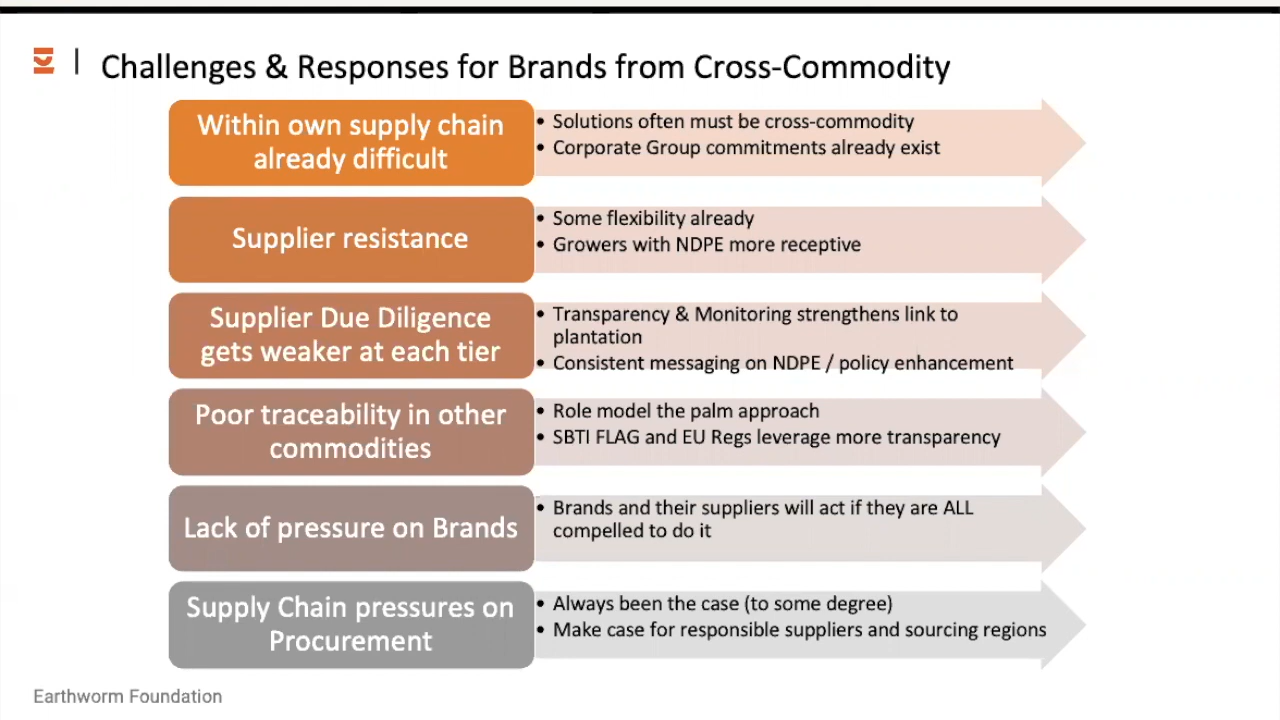 Challenges & Responses for Brands from Cross-Commodity
Within own supply chain
already difficult
• Solutions often must be cross-commodity
• Corporate Group commitments already exist
Supplier resistance
• Some flexibility already
• Growers with NDPE more receptive
Supplier Due Diligence
gets weaker at each tier
• Transparency & Monitoring strengthens link to
plantation
• Consistent messaging on NDPE / policy enhancement
Poor traceability in other
commodities
• Role model the palm approach
• SBTI FLAG and EU Regs leverage more transparency
Lack of pressure on Brands
• Brands and their suppliers will act if they are ALL
compelled to do it
Supply Chain pressures on
Procurement
• Always been the case (to some degree)
• Make case for responsible suppliers and sourcing regions
Earthworm Foundation